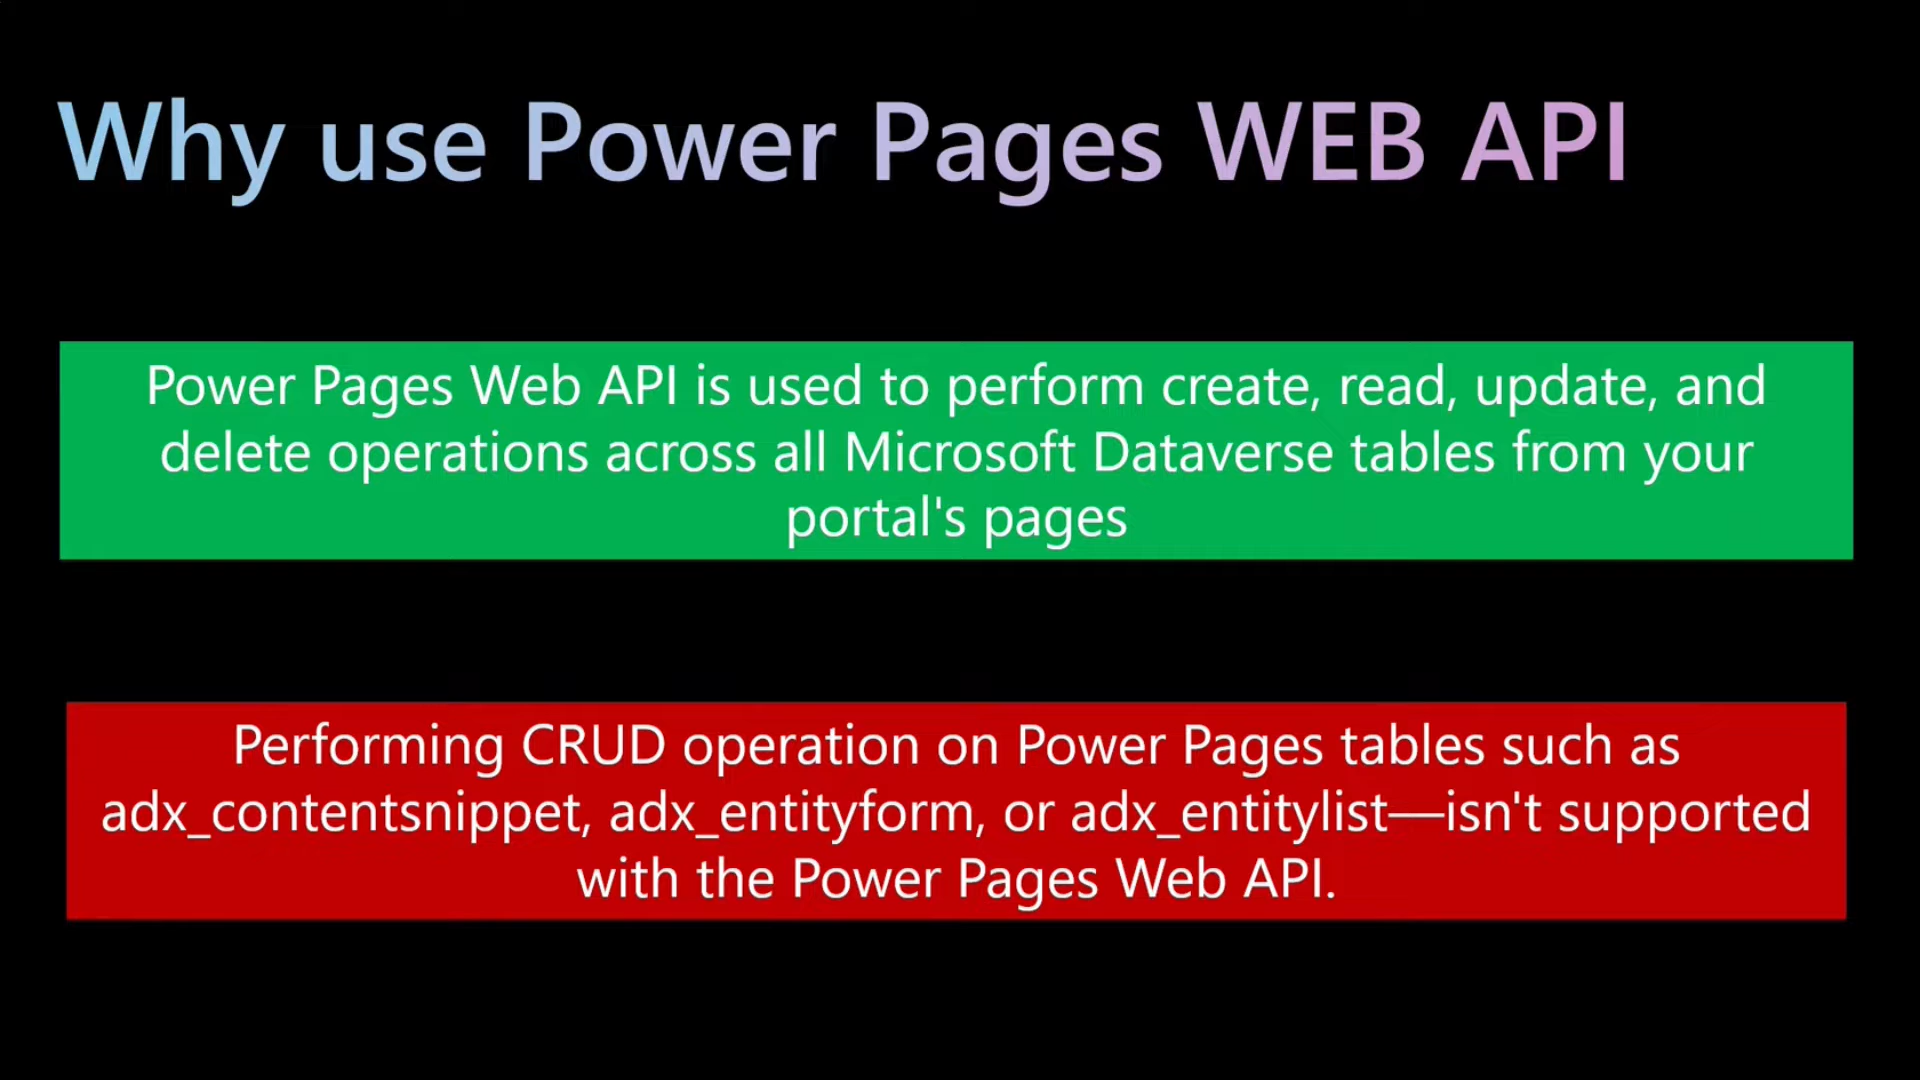 Why use Power Pages WEB API
Power Pages Web API is used to perform create, read, update, and
delete operations across all Microsoft Dataverse tables from your
portal's pages
Performing CRUD operation on Power Pages tables such as
adx_contentsnippet, adx_entityform, or adx_entitylist—isn't supported
with the Power Pages Web API.